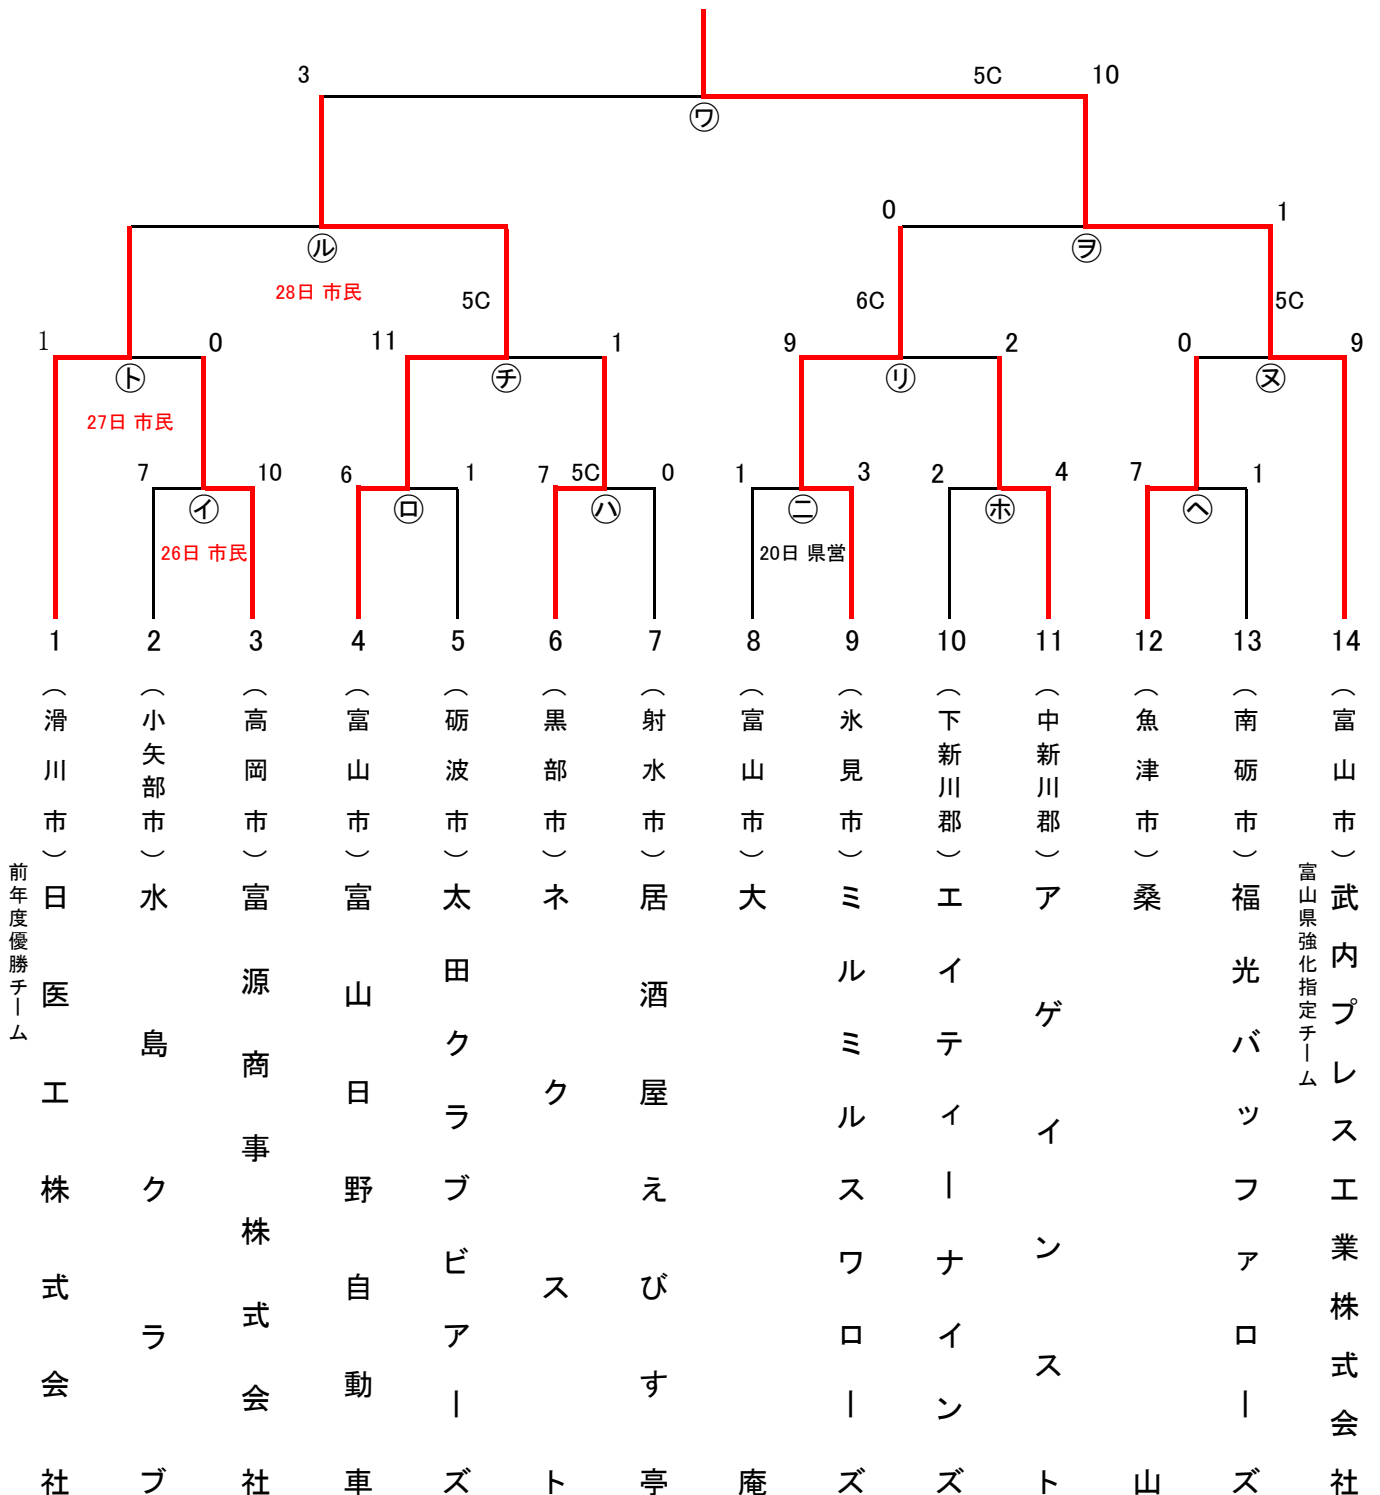 3 5C 10
㋻
0 1
㋸ ㋾
28日 市民 5C 6C 5C
1 0 11 1 9 2 0 9
㋣ ㋠ ㋷ ㋦
27日 市民
7 10 6 1 7 5C 0 1 3 2 4 7 1
㋑ ㋺ ㋩ ㋥ ㋭ ㋬
26日 市民 20日 県営
1 2 3 4 5 6 7 8 9 10 11 12 13 14
前年度優勝チーム
(滑川市)日医工株式会社
(小矢部市)水島クラブ
(高岡市)富源商事株式会社
(富山市)富山日野自動車
(砺波市)太田クラブビアーズ
(黒部市)ネクスト
(射水市)居酒屋えびす亭
(富山市)大庵
(氷見市)ミルミルスワローズ
(下新川郡)エイティーナインズ
(中新川郡)アゲインスト
(魚津市)桑山
(南砺市)福光バッファローズ
富山県強化指定チーム
(富山市)武内プレス工業株式会社